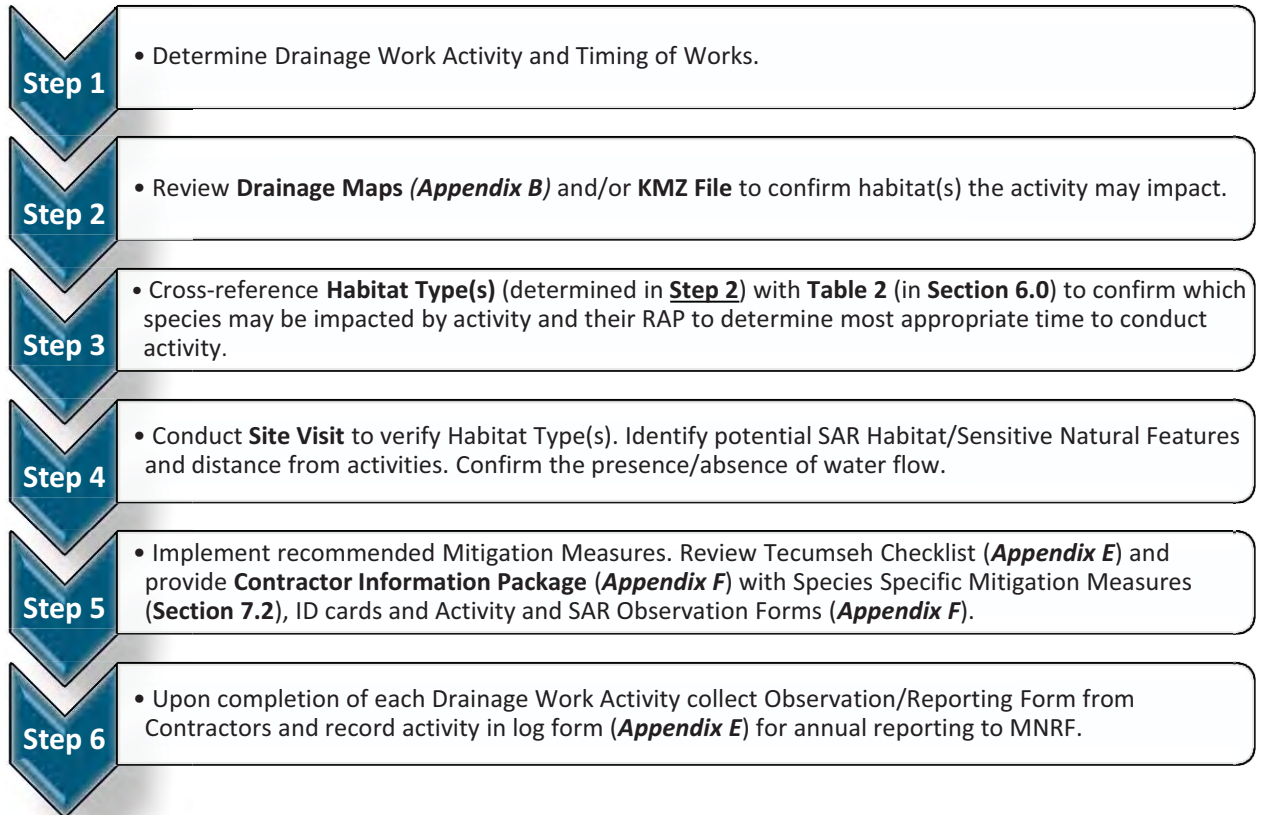 Step 1
• Determine Drainage Work Activity and Timing of Works.
Step 2
• Review Drainage Maps (Appendix B) and/or KMZ File to confirm habitat(s) the activity may impact.
Step 3
• Cross-reference Habitat Type(s) (determined in Step 2) with Table 2 (in Section 6.0) to confirm which
species may be impacted by activity and their RAP to determine most appropriate time to conduct
activity.
Step 4
• Conduct Site Visit to verify Habitat Type(s). Identify potential SAR Habitat/Sensitive Natural Features
and distance from activities. Confirm the presence/absence of water flow.
Step 5
• Implement recommended Mitigation Measures. Review Tecumseh Checklist (Appendix E) and
provide Contractor Information Package (Appendix F) with Species Specific Mitigation Measures
(Section 7.2), ID cards and Activity and SAR Observation Forms (Appendix F).
Step 6
• Upon completion of each Drainage Work Activity collect Observation/Reporting Form from
Contractors and record activity in log form (Appendix E) for annual reporting to MNRF.